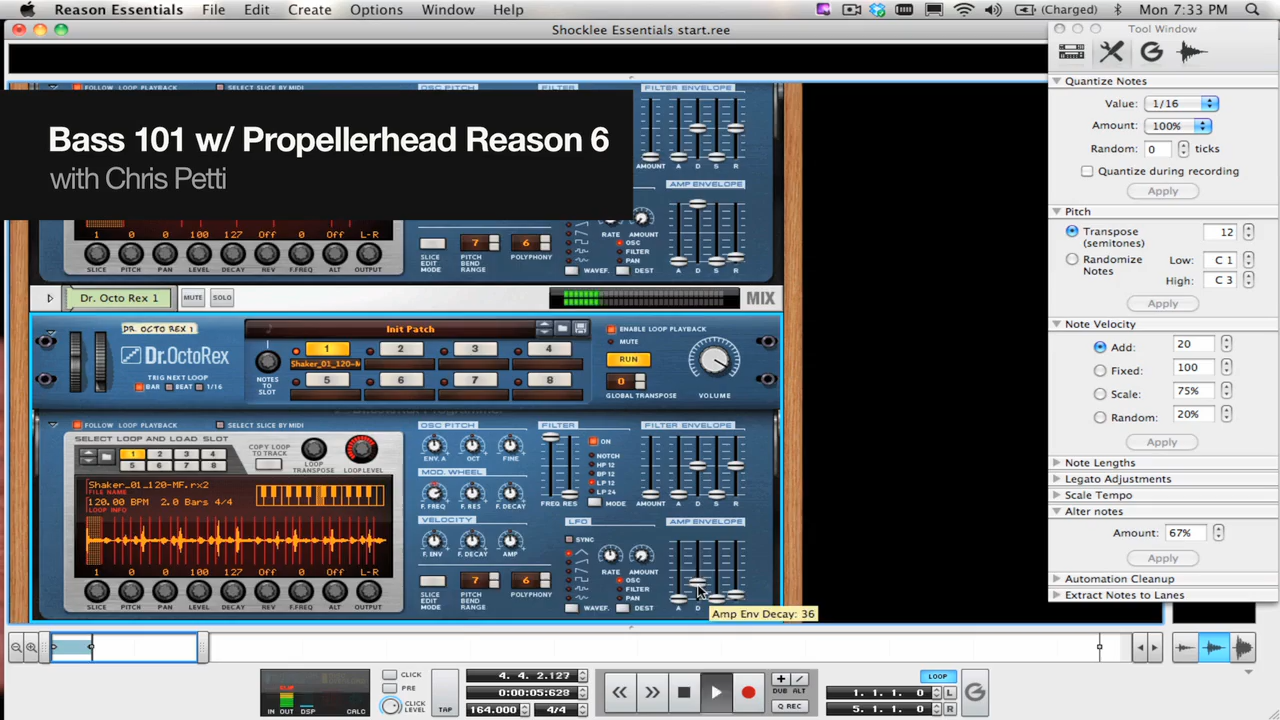 Reason Essentials File Edit Create Options Window Help (Charged) Mon 7:33 PM
Shocklee Essentials start.ree
Tool Window
Bass 101 w/ Propellerhead Reason 6
with Chris Petti
FOLLOW LOOP PLAYBACK SELECT SLICE BY MIDI OSC PITCH FILTER FILTER ENVELOPE
AMOUNT A D S R
AMP ENVELOPE
1 0 0 100 127 0 0 0 L-R
SLICE PITCH PAN LEVEL DECAY REV F.FREQ ALT OUTPUT
SLICE EDIT MODE 7 PITCH BEND RANGE 6 POLYPHONY
RATE AMOUNT
OSC
FILTER
PAN
WAVEF. DEST A D S R
Dr. Octo Rex 1 MUTE SOLO MIX
DR. OCTO REX 1
Dr.OctoRex
TRIG NEXT LOOP
BAR BEAT 1/16
NOTES TO SLOT
Init Patch
1 2 3 4
Shaker_01_120-M
5 6 7 8
ENABLE LOOP PLAYBACK
MUTE
RUN
0
GLOBAL TRANSPOSE
VOLUME
FOLLOW LOOP PLAYBACK SELECT SLICE BY MIDI
SELECT LOOP AND LOAD SLOT
1 2 3 4
5 6 7 8
COPY LOOP TO
LOOP TRANSPOSE
LOOP LEVEL
Shaker_01_120-MF.rx2
FILE NAME
120.00 BPM 2.0 Bars 4/4
LOOP INFO
1 0 0 100 127 0 0 0 L-R
SLICE PITCH PAN LEVEL DECAY REV F.FREQ ALT OUTPUT
OSC PITCH
ENV. A OCT FINE
MOD. WHEEL
F.FREQ F.RES F.DECAY
VELOCITY
F.ENV F.DECAY AMP
SLICE EDIT MODE 7 PITCH BEND RANGE 6 POLYPHONY
FILTER
ON
NOTCH
HP 12
BP 12
LP 12
LP 24
FREQ RES MODE
FILTER ENVELOPE
AMOUNT A D S R
LFO
SYNC
RATE AMOUNT
OSC
FILTER
PAN
WAVEF. DEST
AMP ENVELOPE
A D S R
Amp Env Decay: 36
Quantize Notes
Value: 1/16
Amount: 100%
Random: 0 ticks
Quantize during recording
Apply
Pitch
Transpose (semitones) 12
Randomize Notes Low: C 1
High: C 3
Apply
Note Velocity
Add: 20
Fixed: 100
Scale: 75%
Random: 20%
Apply
Note Lengths
Legato Adjustments
Scale Tempo
Alter notes
Amount: 67%
Apply
Automation Cleanup
Extract Notes to Lanes
CLIP
IN OUT DSP CALC
CLICK
PRE
CLICK LEVEL
TAP
4. 4. 2.127
0:00:05:628
164.000 4/4
DUB ALT
Q REC
LOOP
1. 1. 1. 0 L
5. 1. 1. 0 R